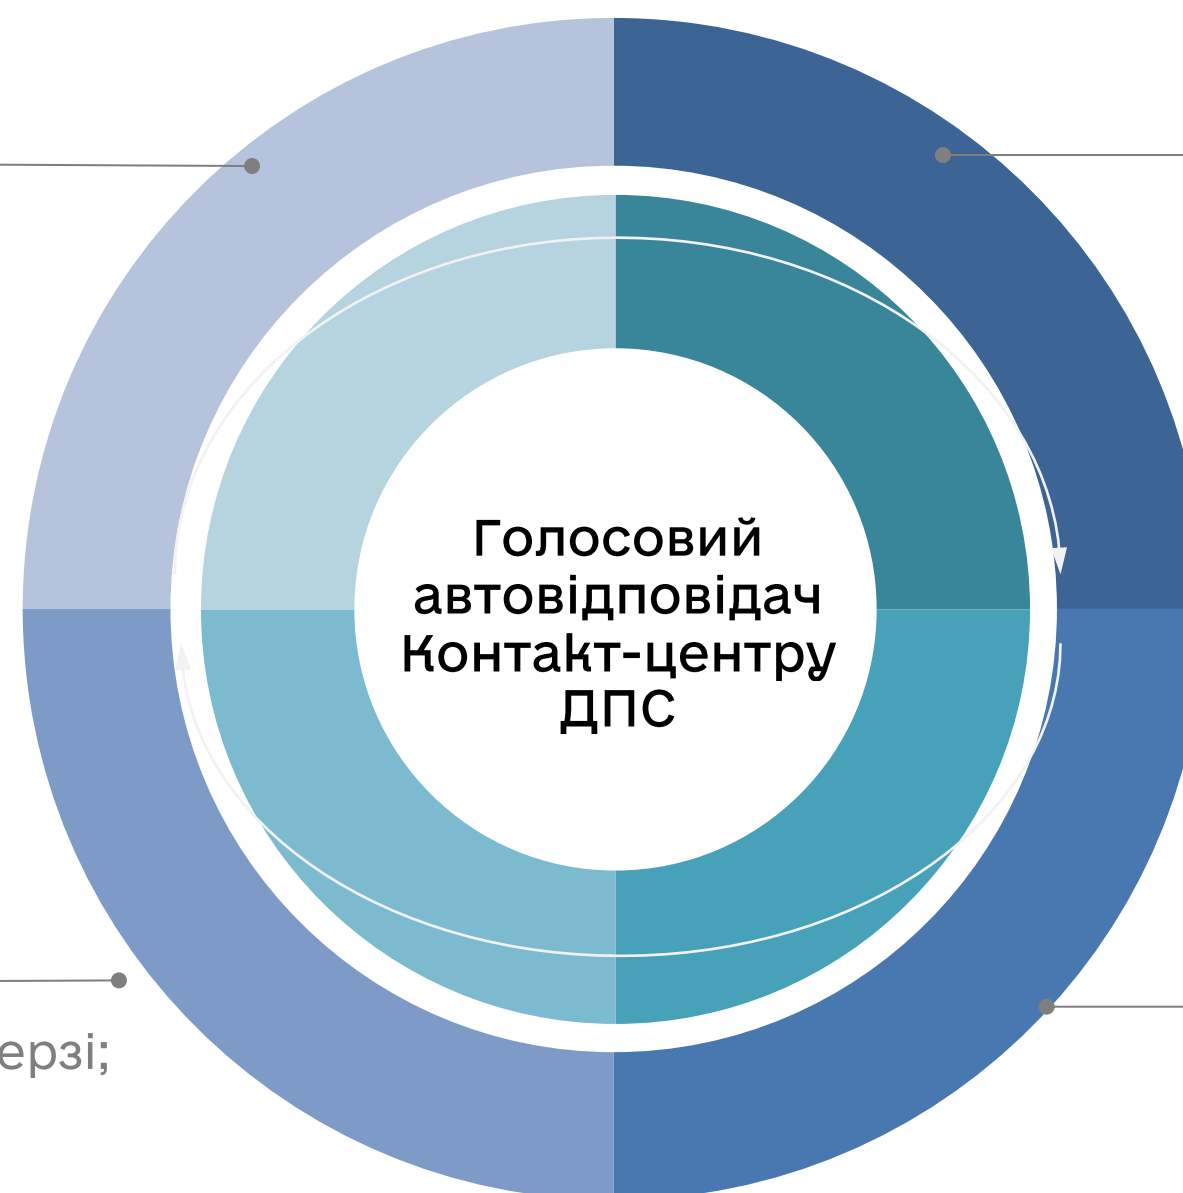 Голосовий
автовідповідач
Контакт-центру
ДПС
ерзі;